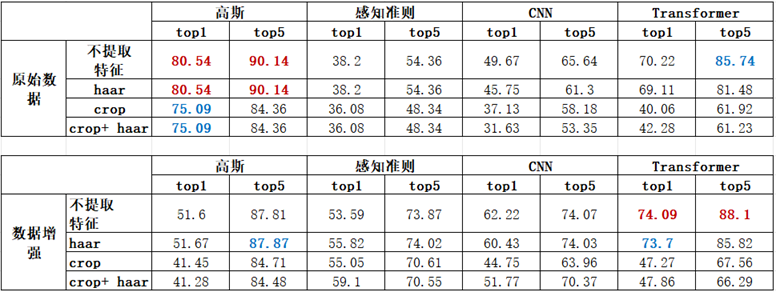 高斯 感知准则 CNN Transformer
top1 top5 top1 top5 top1 top5 top1 top5
原始数据 不提取特征 80.54 90.14 38.2 54.36 49.67 65.64 70.22 85.74
haar 80.54 90.14 38.2 54.36 45.75 61.3 69.11 81.48
crop 75.09 84.36 36.08 48.34 37.13 58.18 40.06 61.92
crop+ haar 75.09 84.36 36.08 48.34 31.63 53.35 42.28 61.23
高斯 感知准则 CNN Transformer
top1 top5 top1 top5 top1 top5 top1 top5
数据增强 不提取特征 51.6 87.81 53.59 73.87 62.22 74.07 74.09 88.1
haar 51.67 87.87 55.82 74.02 60.43 74.03 73.7 85.82
crop 41.45 84.71 55.05 70.61 44.75 63.96 47.27 67.56
crop+ haar 41.28 84.48 59.1 70.55 51.77 70.37 47.86 66.29